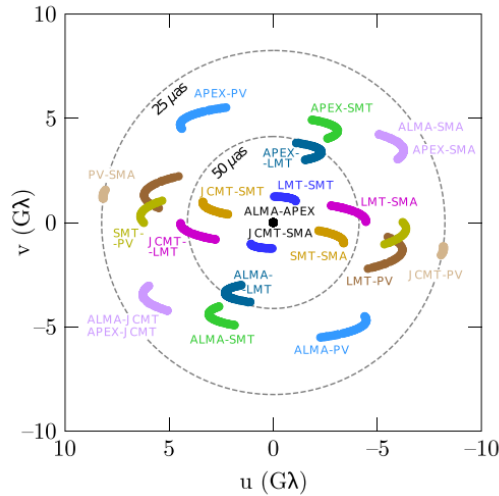 10
5
0
−5
−10
v (Gλ)
25 μas
50 μas
APEX-PV
APEX-SMT
ALMA-SMA
APEX-SMA
APEX-
-LMT
PV-SMA
JCMT-SMT
LMT-SMT
LMT-SMA
ALMA-APEX
SMT-
-PV
JCMT-
-LMT
JCMT-SMA
SMT-SMA
ALMA-
-LMT
LMT-PV
JCMT-PV
ALMA-JCMT
APEX-JCMT
ALMA-SMT
ALMA-PV
10
5
0
−5
−10
u (Gλ)